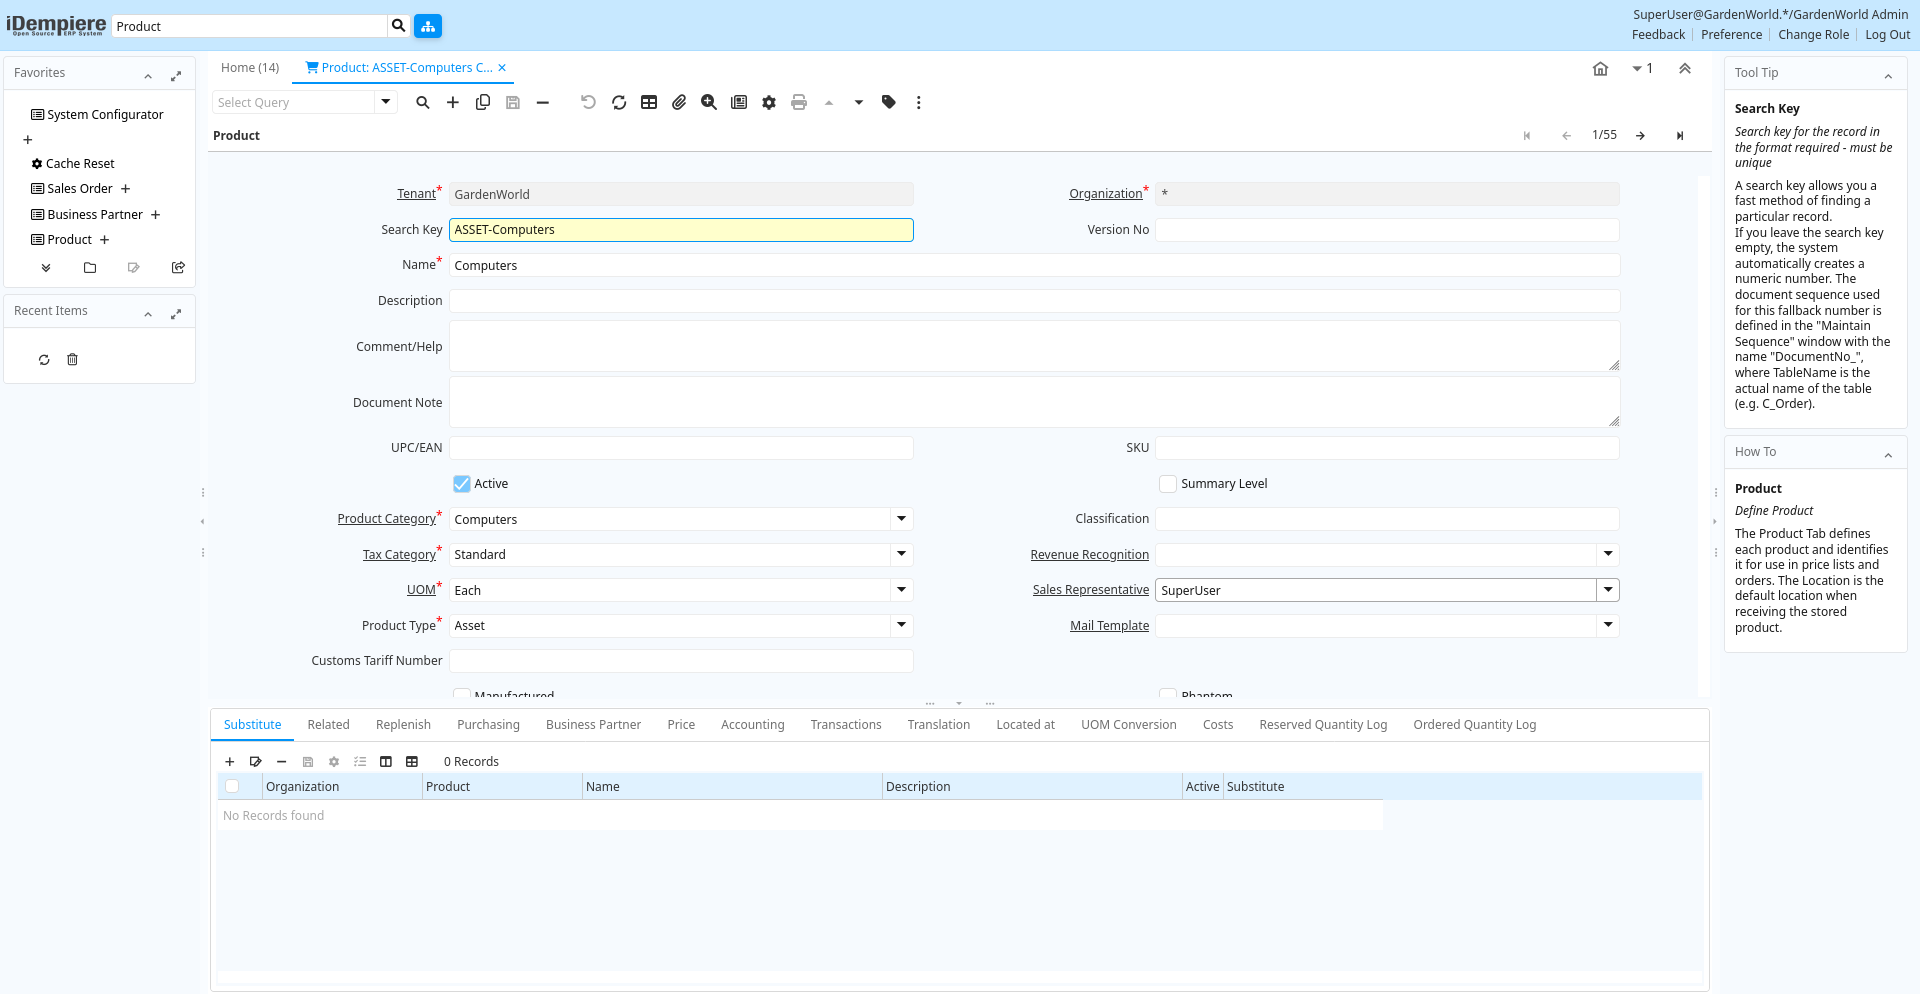 iDempiere
Open Source ERP System
Product
SuperUser@GardenWorld.*/GardenWorld Admin
Feedback
Preference
Change Role
Log Out
Favorites
System Configurator
Cache Reset
Sales Order
Business Partner
Product
Recent Items
Home (14)
Product: ASSET-Computers C...
1
Select Query
Product
1/55
Tenant*
GardenWorld
Organization*
*
Search Key
ASSET-Computers
Version No
Name*
Computers
Description
Comment/Help
Document Note
UPC/EAN
SKU
Active
Summary Level
Product Category*
Computers
Classification
Tax Category*
Standard
Revenue Recognition
UOM*
Each
Sales Representative
SuperUser
Product Type*
Asset
Mail Template
Customs Tariff Number
Manufactured
Phantom
Substitute
Related
Replenish
Purchasing
Business Partner
Price
Accounting
Transactions
Translation
Located at
UOM Conversion
Costs
Reserved Quantity Log
Ordered Quantity Log
0 Records
Organization
Product
Name
Description
Active
Substitute
No Records found
Tool Tip
Search Key
Search key for the record in
the format required - must be
unique
A search key allows you a
fast method of finding a
particular record.
If you leave the search key
empty, the system
automatically creates a
numeric number. The
document sequence used
for this fallback number is
defined in the "Maintain
Sequence" window with the
name "DocumentNo_",
where TableName is the
actual name of the table
(e.g. C_Order).
How To
Product
Define Product
The Product Tab defines
each product and identifies
it for use in price lists and
orders. The Location is the
default location when
receiving the stored
product.